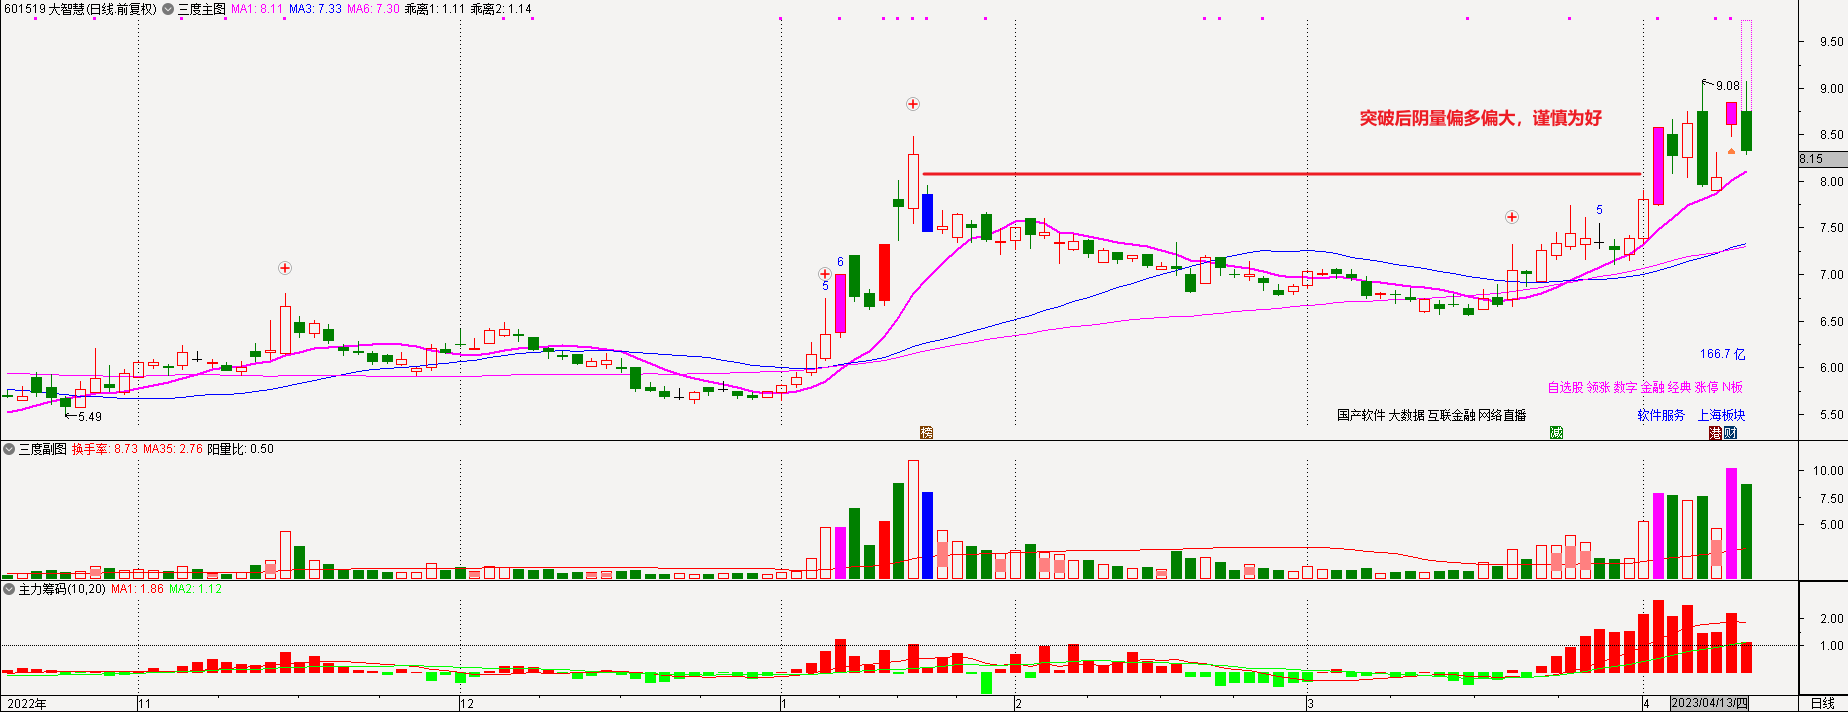 601519 大智慧(日线.前复权) 三度主图 MA1: 8.11 MA3: 7.33 MA6: 7.30 乖离1: 1.11 乖离2: 1.14
9.50
9.08
9.00
突破后阴量偏多偏大，谨慎为好
8.50
8.15
8.00
5
7.50
6
5
7.00
6.50
166.7 亿
6.00
自选股 领涨 数字 金融 经典 涨停 N板
5.49
国产软件 大数据 互联金融 网络直播
软件服务 上海板块
5.50
榜
减
港
财
三度副图 换手率: 8.73 MA35: 2.76 阳量比: 0.50
10.00
7.50
5.00
主力筹码(10,20) MA1: 1.86 MA2: 1.12
2.00
1.00
2022年 11 12 1 2 3 4 2023/04/13/四 日线